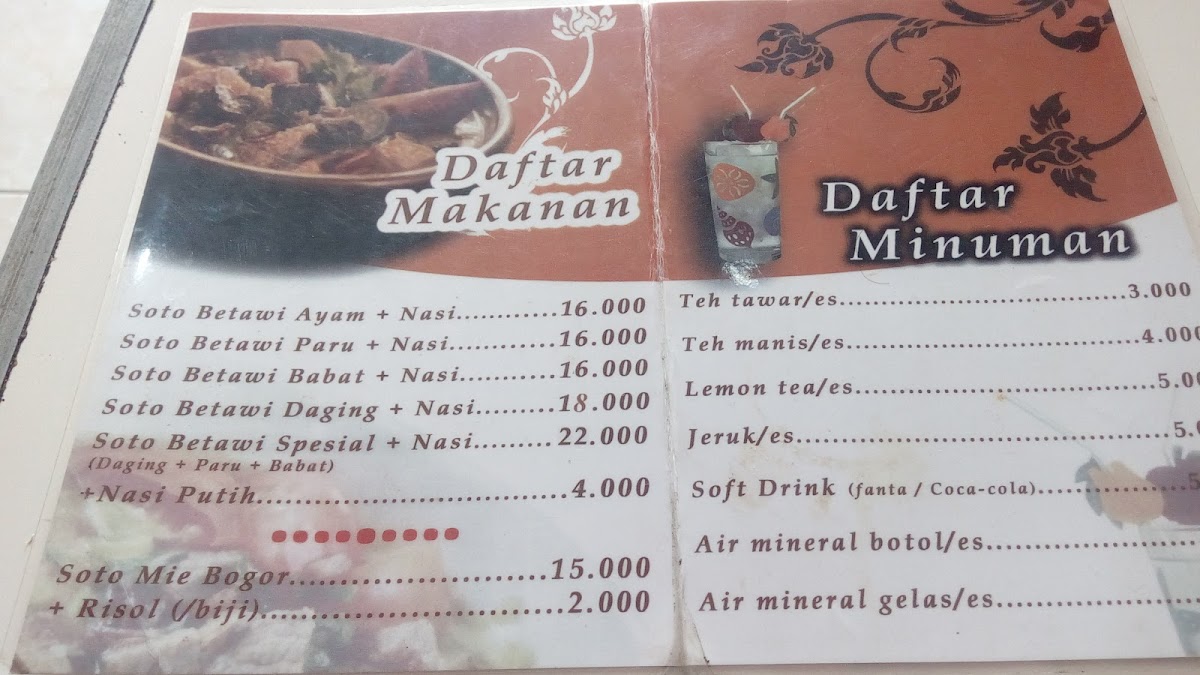 Daftar
Makanan
Soto Betawi Ayam + Nasi............16.000
Soto Betawi Paru + Nasi............16.000
Soto Betawi Babat + Nasi...........16.000
Soto Betawi Daging + Nasi.........18.000
Soto Betawi Spesial + Nasi.........22.000
(Daging + Paru + Babat)
+Nasi Putih.................................4.000
Soto Mie Bogor..........................15.000
+ Risol (/biji)...............................2.000
Daftar
Minuman
Teh tawar/es.................................3.000
Teh manis/es.................................4.000
Lemon tea/es.................................5.0
Jeruk/es..........................................5.
Soft Drink (fanta / Coca-cola)................5
Air mineral botol/es.......................
Air mineral gelas/es.......................